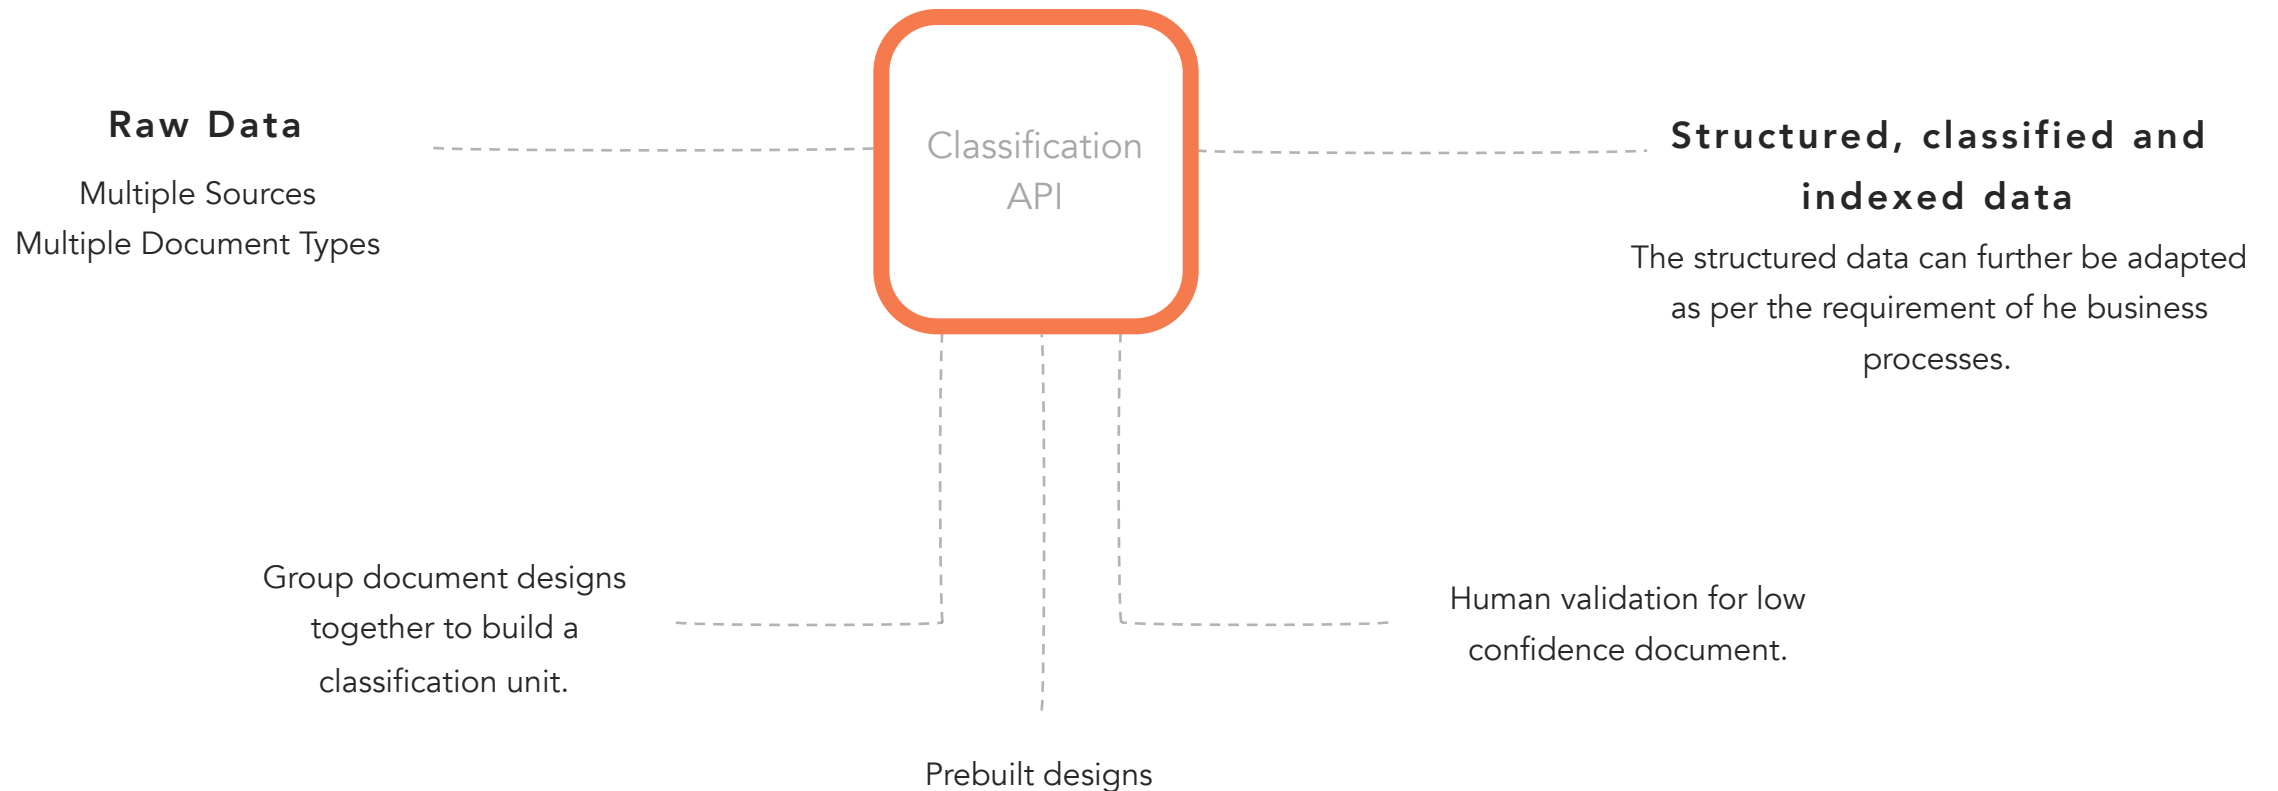 Raw Data
Multiple Sources
Multiple Document Types
Classification
API
Structured, classified and
indexed data
The structured data can further be adapted
as per the requirement of he business
processes.
Group document designs
together to build a
classification unit.
Prebuilt designs
Human validation for low
confidence document.